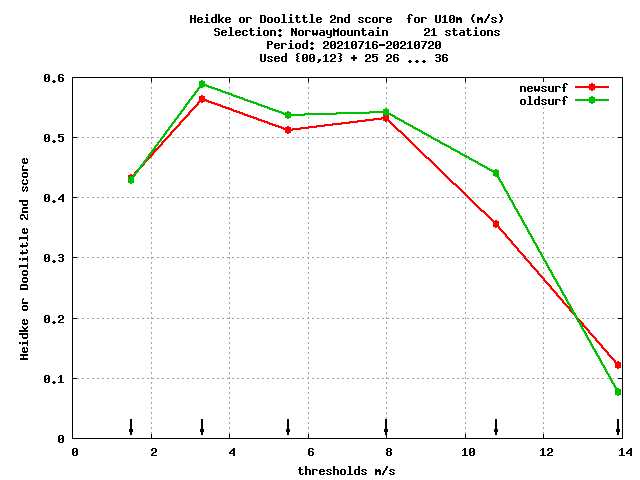 Heidke or Doolittle 2nd score  for U10m (m/s)
Selection: NorwayMountain     21 stations
Period: 20210716-20210720
Used {00,12} + 25 26 ... 36
newsurf
oldsurf
Heidke or Doolittle 2nd score
0.6
0.5
0.4
0.3
0.2
0.1
0
0 2 4 6 8 10 12 14
thresholds m/s